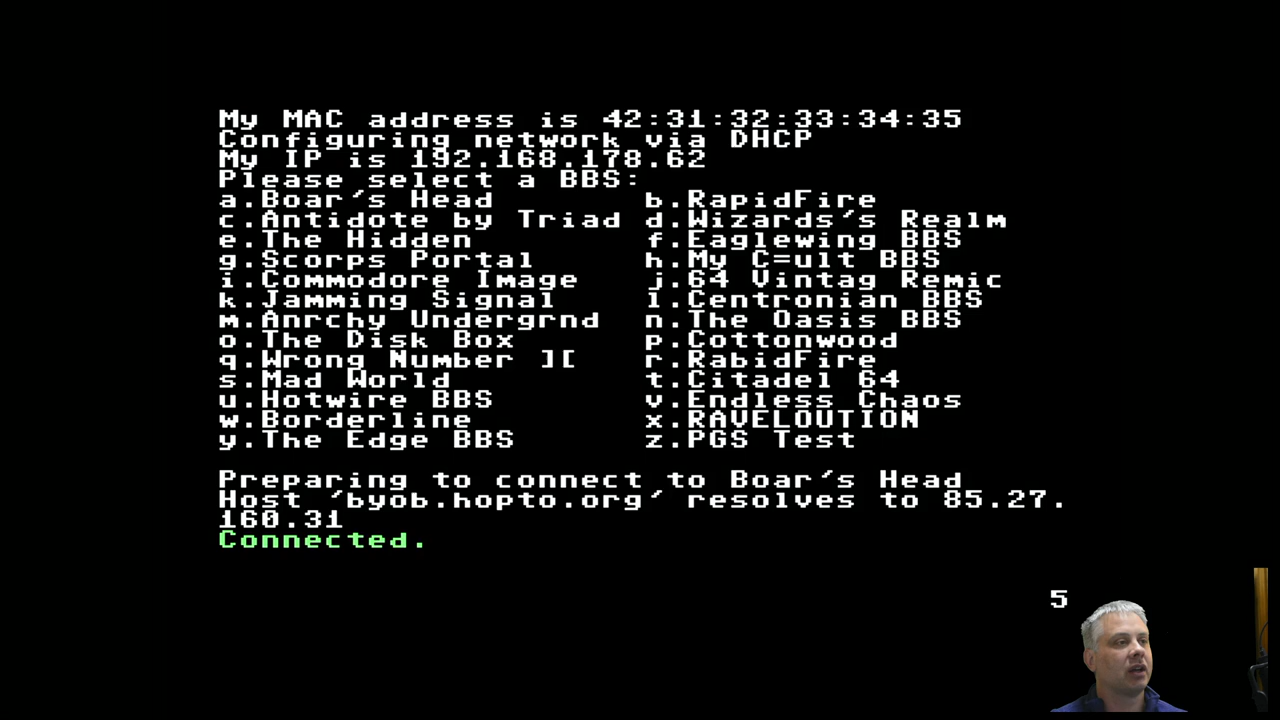 My MAC address is 42:31:32:33:34:35
Configuring network via DHCP
My IP is 192.168.178.62
Please select a BBS:
a.Boar's Head b.RapidFire
c.Antidote by Triad d.Wizards's Realm
e.The Hidden f.Eaglewing BBS
g.Scorps Portal h.My C=ult BBS
i.Commodore Image j.64 Vintag Remic
k.Jamming Signal l.Centronian BBS
m.Anrchy Undergrnd n.The Oasis BBS
o.The Disk Box p.Cottonwood
q.Wrong Number ][ r.RabidFire
s.Mad World t.Citadel 64
u.Hotwire BBS v.Endless Chaos
w.Borderline x.RAVELOUTION
y.The Edge BBS z.PGS Test
Preparing to connect to Boar's Head
Host 'byob.hopto.org' resolves to 85.27.
160.31
Connected.
5